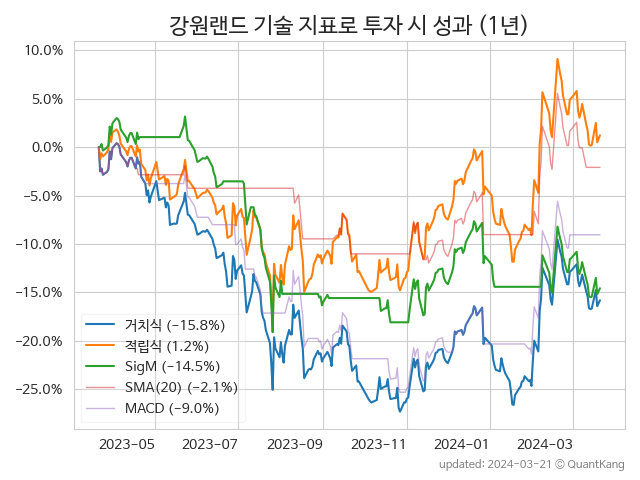 강원랜드 기술 지표로 투자 시 성과 (1년)
10.0%
5.0%
0.0%
−5.0%
−10.0%
−15.0%
−20.0%
−25.0%
거치식 (−15.8%)
적립식 (1.2%)
SigM (−14.5%)
SMA(20) (−2.1%)
MACD (−9.0%)
2023−05 2023−07 2023−09 2023−11 2024−01 2024−03
updated: 2024-03-21 © QuantKang